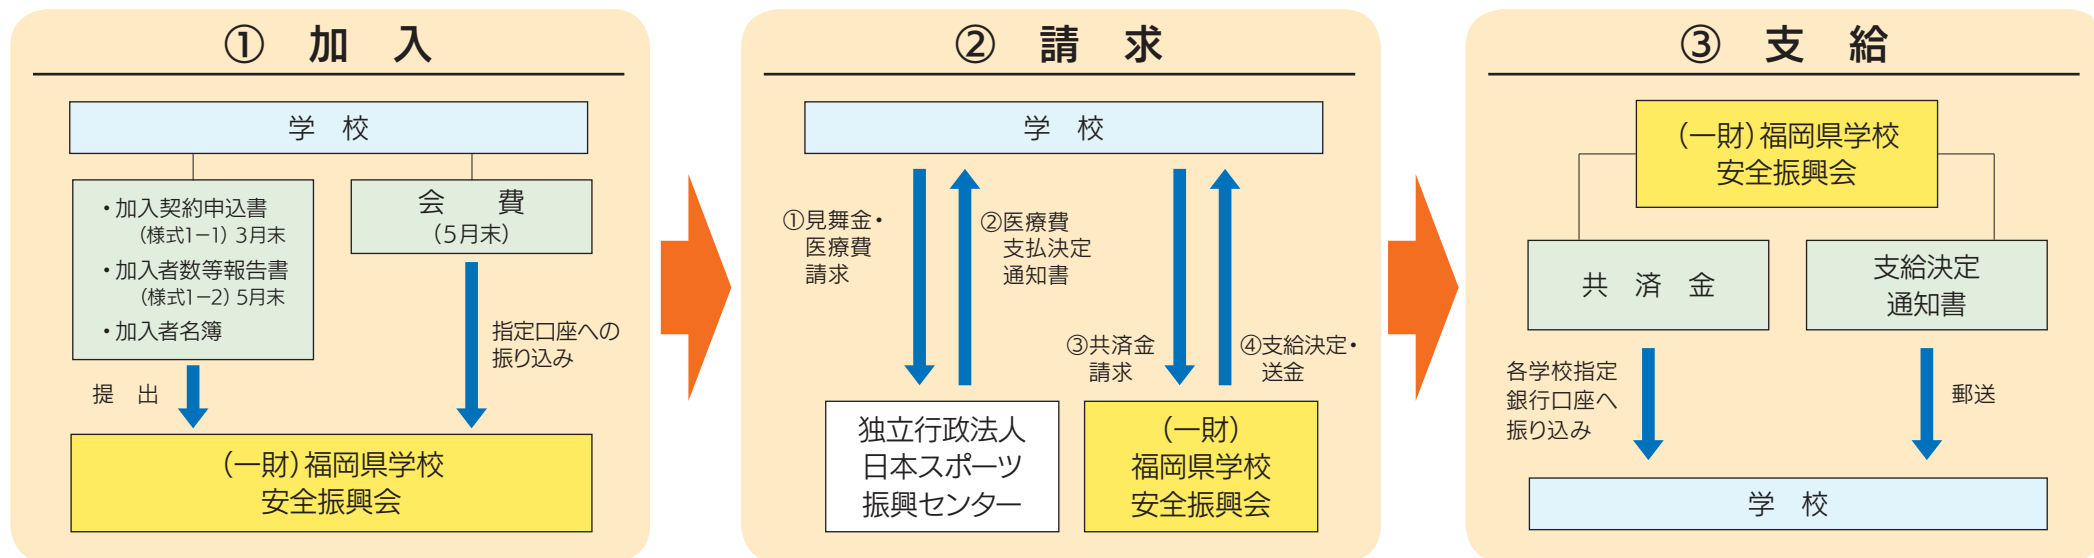 ① 加 入
学 校
・加入契約申込書
(様式1−1) 3月末
・加入者数等報告書
(様式1−2) 5月末
・加入者名簿
会 費
(5月末)
提 出
指定口座への
振り込み
(一財)福岡県学校
安全振興会
② 請 求
学 校
①見舞金・
医療費
請求
②医療費
支払決定
通知書
③共済金
請求
④支給決定・
送金
独立行政法人
日本スポーツ
振興センター
(一財)
福岡県学校
安全振興会
③ 支 給
(一財)福岡県学校
安全振興会
共 済 金
支給決定
通知書
各学校指定
銀行口座へ
振り込み
郵送
学 校